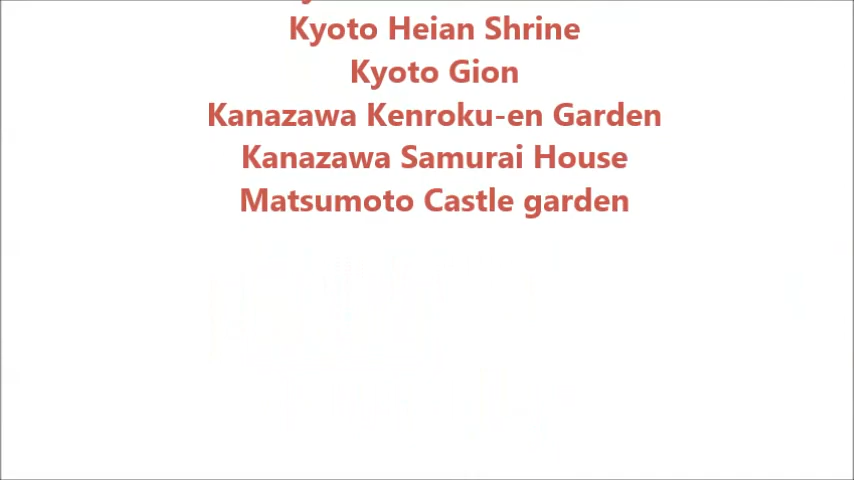 Kyoto Heian Shrine
Kyoto Gion
Kanazawa Kenroku-en Garden
Kanazawa Samurai House
Matsumoto Castle garden